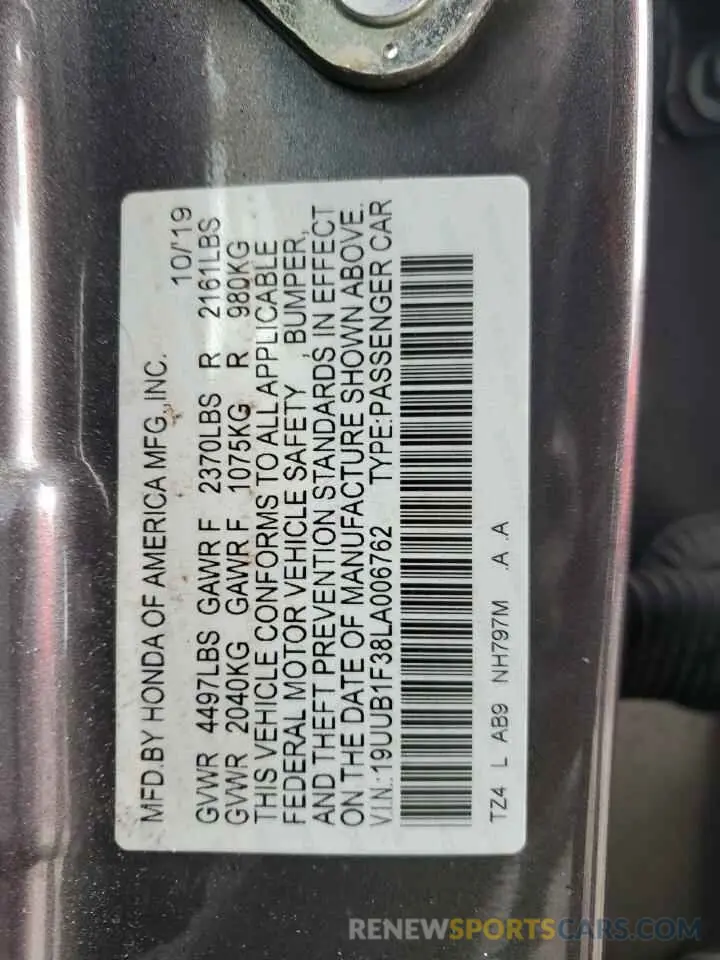 MFD.BY HONDA OF AMERICA MFG.,INC. 10/'19
GVWR 4497LBS GAWR F 2370LBS R 2161LBS
GVWR 2040KG GAWR F 1075KG R 980KG
THIS VEHICLE CONFORMS TO ALL APPLICABLE
FEDERAL MOTOR VEHICLE SAFETY , BUMPER,
AND THEFT PREVENTION STANDARDS IN EFFECT
ON THE DATE OF MANUFACTURE SHOWN ABOVE.
V.I.N.:19UUB1F38LA006762 TYPE:PASSENGER CAR
TZ4 L AB9 NH797M .A .A
RENEWSPORTSCARS.COM